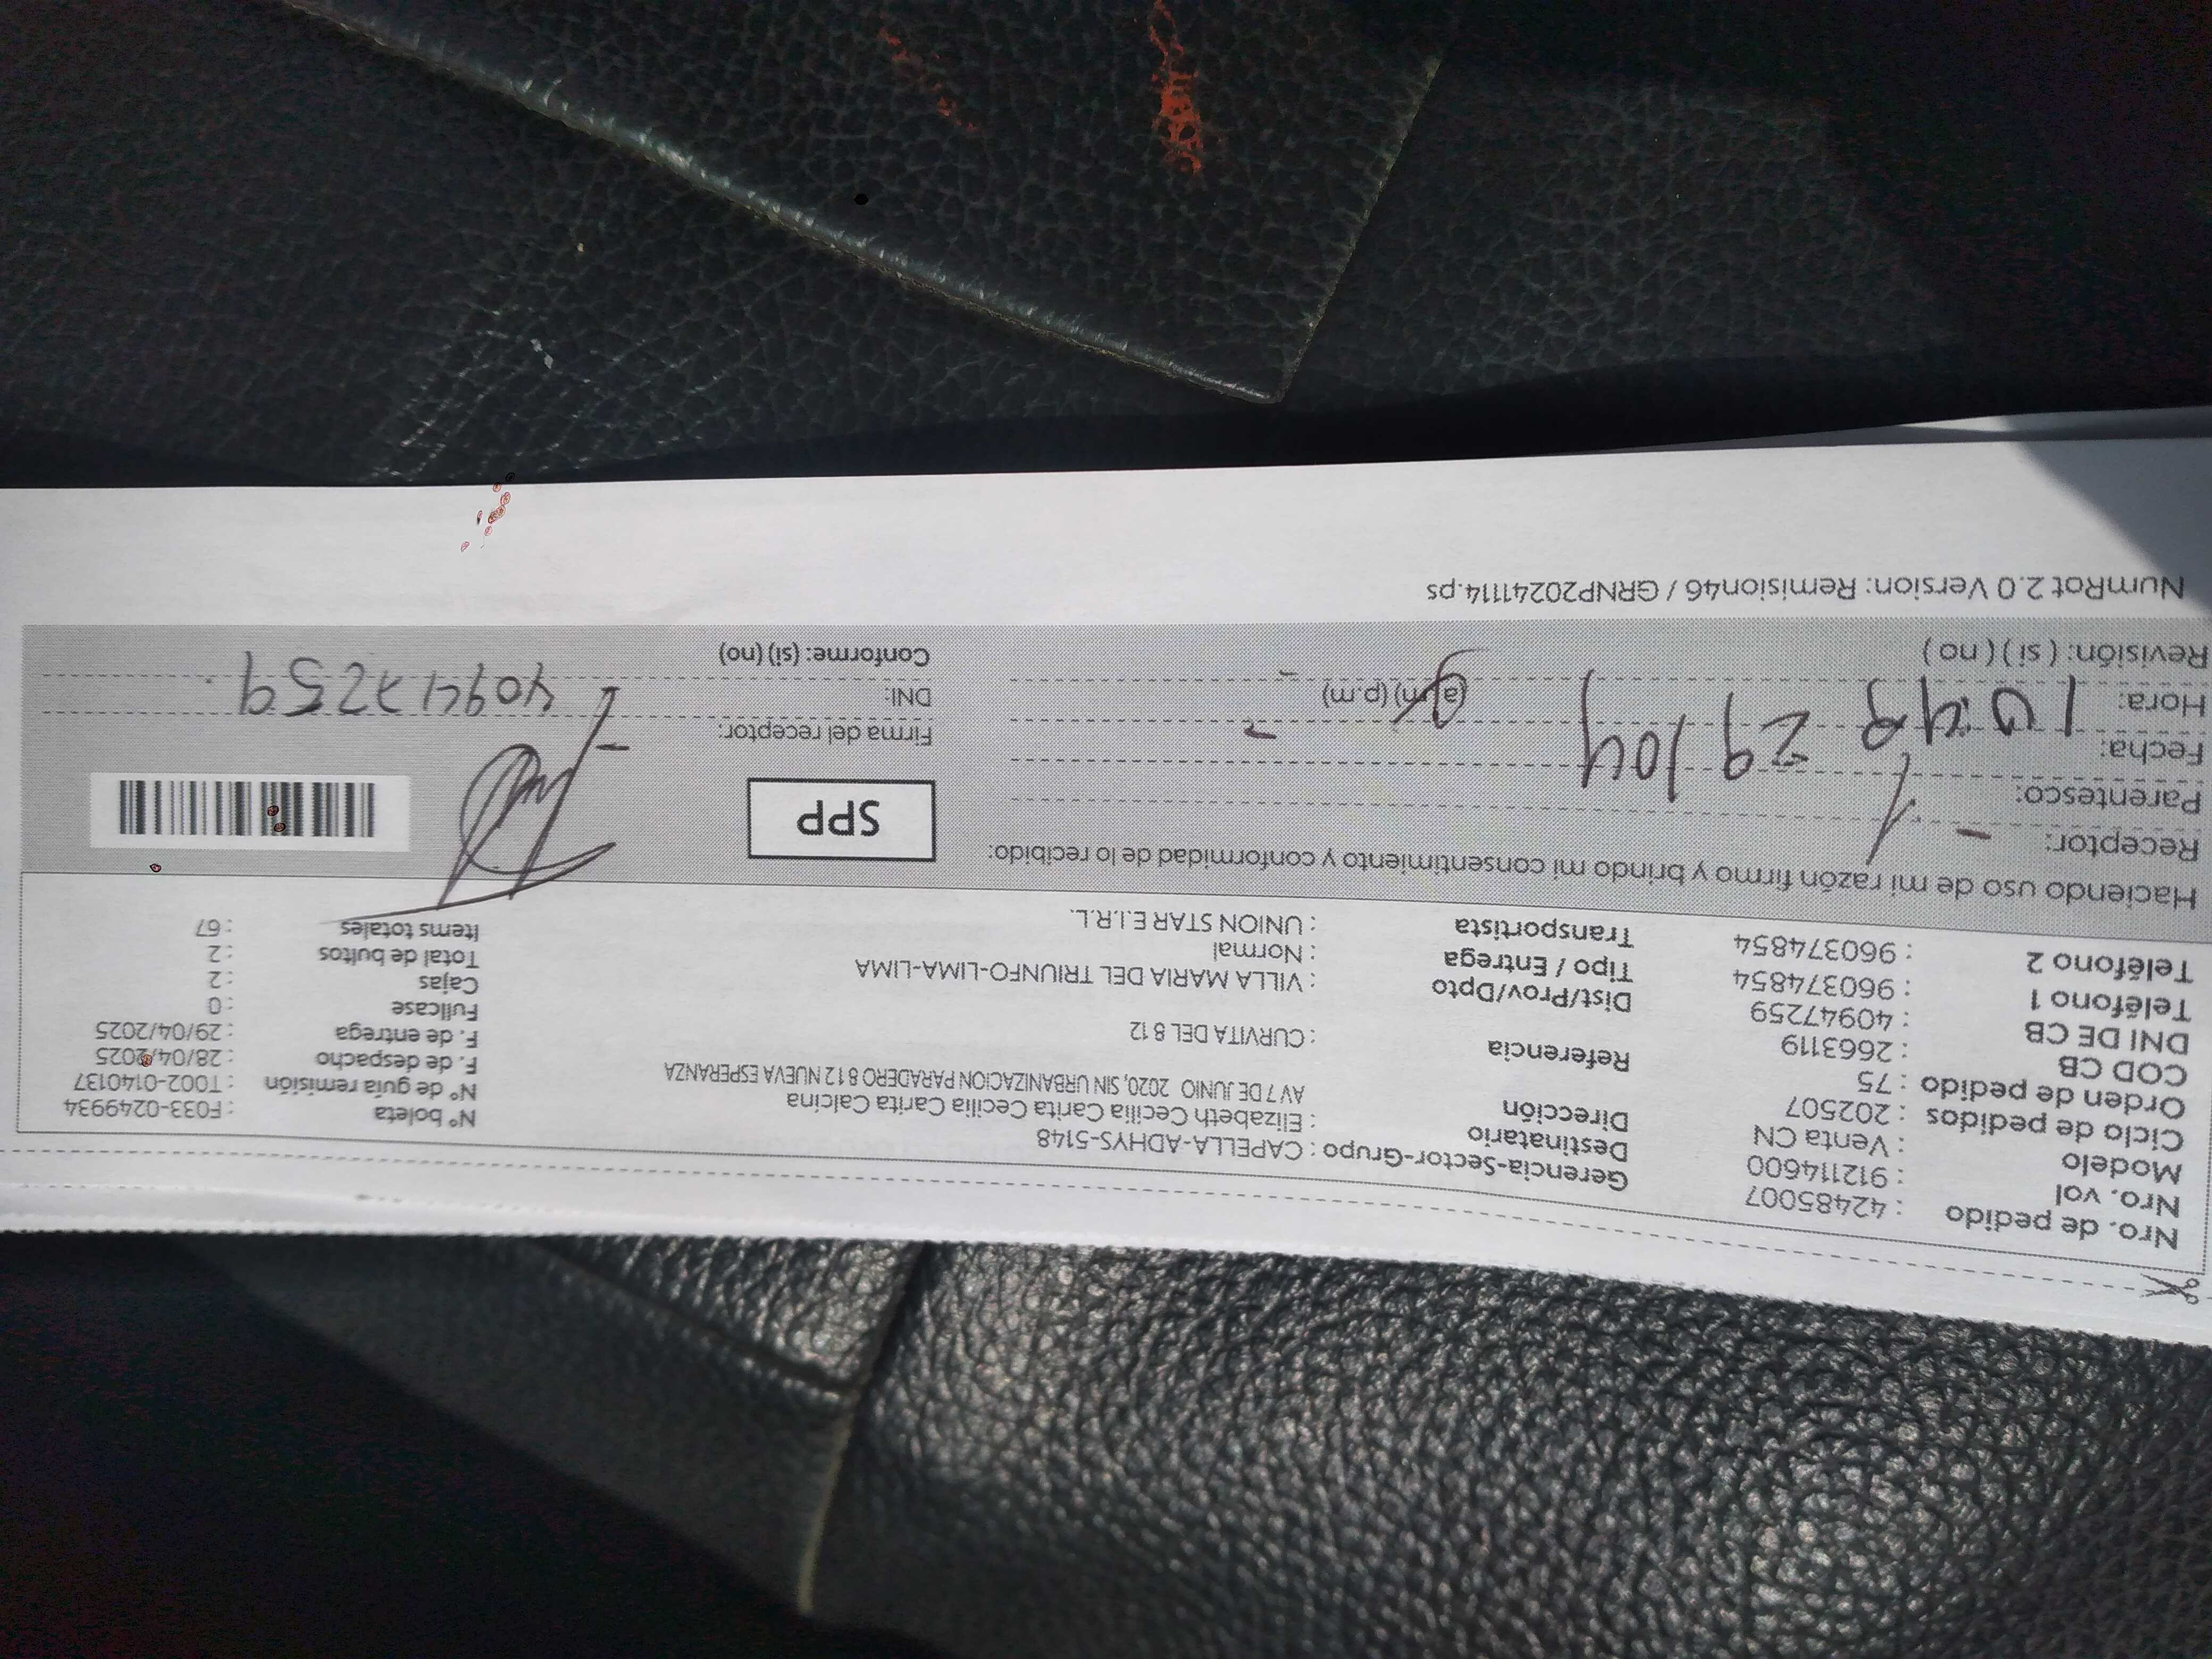 Nro. de pedido : 42485007
Nro. vol : 912114600
Modelo : Venta CN
Ciclo de pedidos : 202507
Orden de pedido : 75
COD CB : 2663119
DNI DE CB : 40947259
Teléfono 1 : 960374854
Teléfono 2 : 960374854
Gerencia-Sector-Grupo : CAPELLA-ADHYS-5148
Destinatario : Elizabeth Cecilia Carita Cecilia Carita Calcina
Dirección AV 7 DE JUNIO 2020, SIN URBANIZACION PARADERO 8 12 NUEVA ESPERANZA
Referencia : CURVITA DEL 8 12
Dist/Prov/Dpto : VILLA MARIA DEL TRIUNFO-LIMA-LIMA
Tipo / Entrega : Normal
Transportista : UNION STAR E.I.R.L.
N° boleta : F033-0249934
N° de guía remisión : T002-0140137
F. de despacho : 28/04/2025
F. de entrega : 29/04/2025
Fullcase : 0
Cajas : 2
Total de bultos : 2
Items totales : 67
Haciendo uso de mi razón firmo y brindo mi consentimiento y conformidad de lo recibido:
Receptor:
Parentesco:
Fecha: 29/04
Hora: 10:48 (a.m) (p.m)
Revisión: ( si ) ( no )
SPP
Firma del receptor:
DNI: 40947259
Conforme: (si) (no)
NumRot 2.0 Version: Remision46 / GRNP20241114.ps